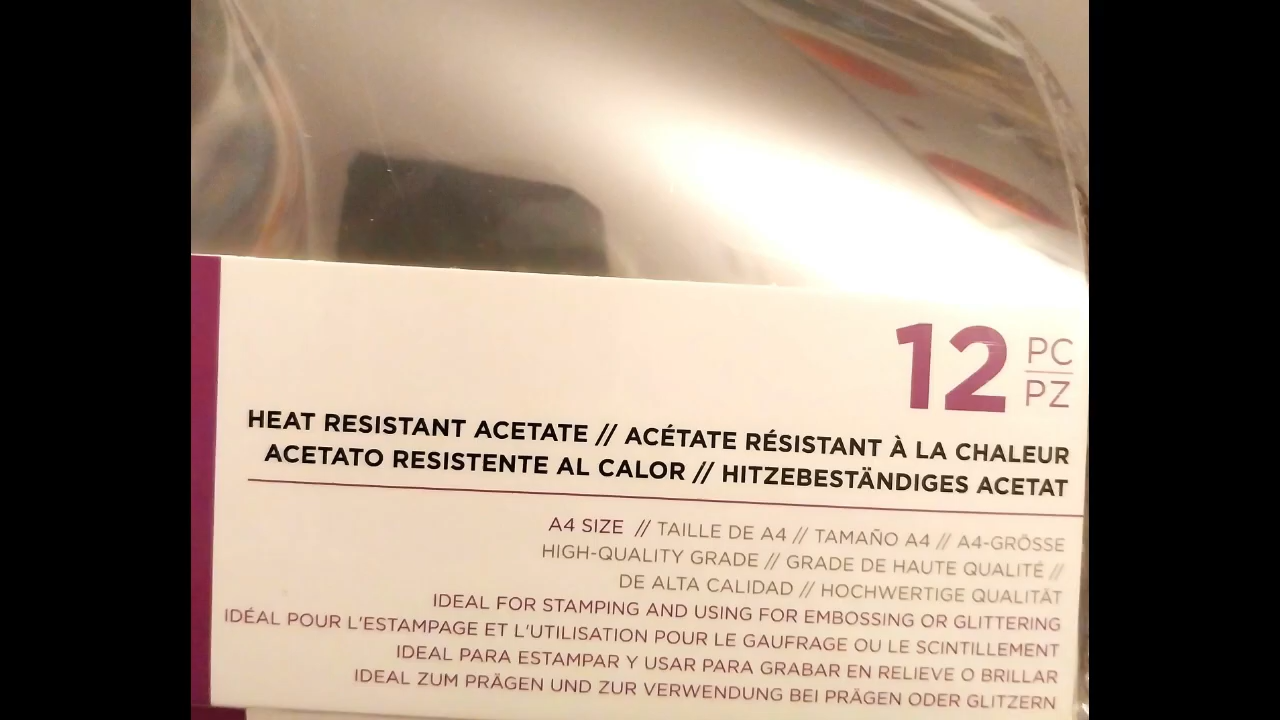 12 PC
PZ
HEAT RESISTANT ACETATE // ACÉTATE RÉSISTANT À LA CHALEUR
ACETATO RESISTENTE AL CALOR // HITZEBESTÄNDIGES ACETAT
A4 SIZE // TAILLE DE A4 // TAMAÑO A4 // A4-GRÖSSE
HIGH-QUALITY GRADE // GRADE DE HAUTE QUALITÉ //
DE ALTA CALIDAD // HOCHWERTIGE QUALITÄT
IDEAL FOR STAMPING AND USING FOR EMBOSSING OR GLITTERING
IDÉAL POUR L'ESTAMPAGE ET L'UTILISATION POUR LE GAUFRAGE OU LE SCINTILLEMENT
IDEAL PARA ESTAMPAR Y USAR PARA GRABAR EN RELIEVE O BRILLAR
IDEAL ZUM PRÄGEN UND ZUR VERWENDUNG BEI PRÄGEN ODER GLITZERN